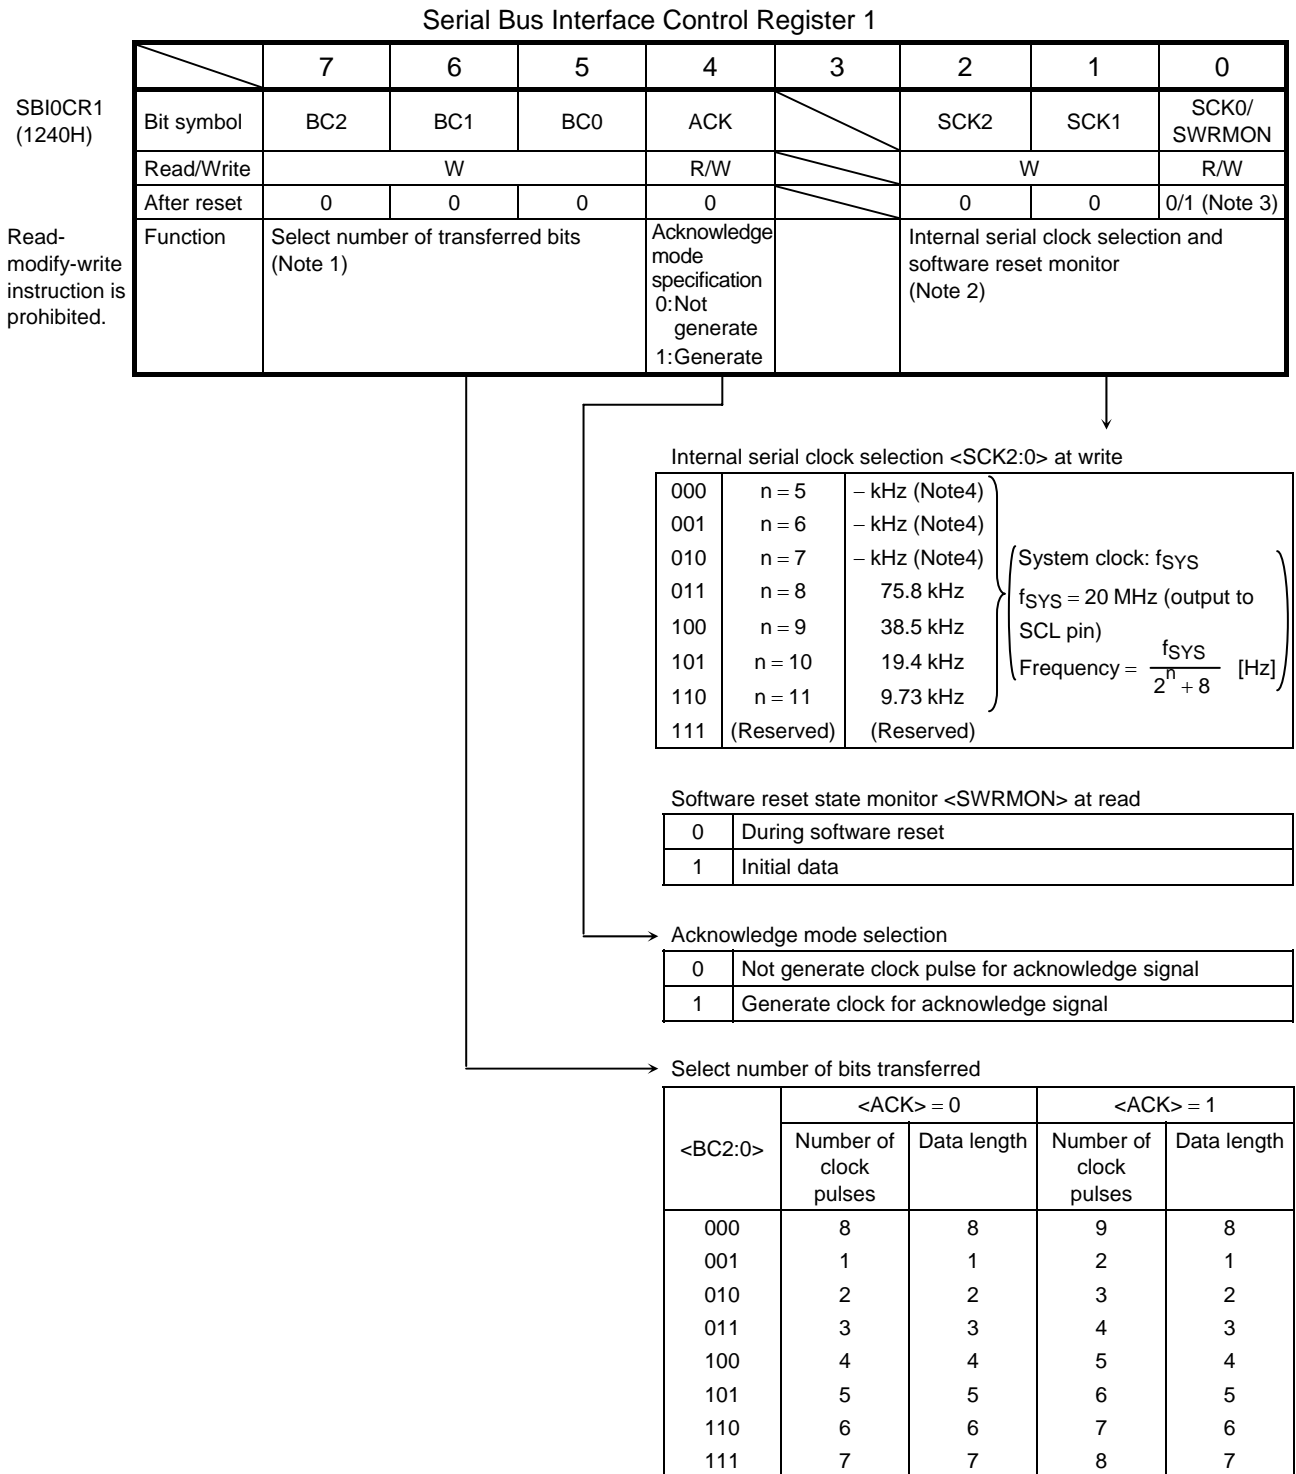 Serial Bus Interface Control Register 1
7 6 5 4 3 2 1 0
SBI0CR1
(1240H)
Bit symbol BC2 BC1 BC0 ACK SCK2 SCK1 SCK0/
SWRMON
Read/Write W R/W W R/W
After reset 0 0 0 0 0 0 0/1 (Note 3)
Read-
modify-write
instruction is
prohibited.
Function
Select number of transferred bits
(Note 1)
Acknowledge
mode
specification
0:Not
generate
1:Generate
Internal serial clock selection and
software reset monitor
(Note 2)
Internal serial clock selection <SCK2:0> at write
000 n = 5 − kHz (Note4)
001 n = 6 − kHz (Note4)
010 n = 7 − kHz (Note4)
011 n = 8 75.8 kHz
100 n = 9 38.5 kHz
101 n = 10 19.4 kHz
110 n = 11 9.73 kHz
111 (Reserved) (Reserved)
System clock: fSYS
fSYS = 20 MHz (output to
SCL pin)
Frequency = fSYS / 2^n + 8 [Hz]
Software reset state monitor <SWRMON> at read
0 During software reset
1 Initial data
Acknowledge mode selection
0 Not generate clock pulse for acknowledge signal
1 Generate clock for acknowledge signal
Select number of bits transferred
<BC2:0> <ACK> = 0 <ACK> = 1
Number of
clock
pulses
Data length
Number of
clock
pulses
Data length
000 8 8 9 8
001 1 1 2 1
010 2 2 3 2
011 3 3 4 3
100 4 4 5 4
101 5 5 6 5
110 6 6 7 6
111 7 7 8 7